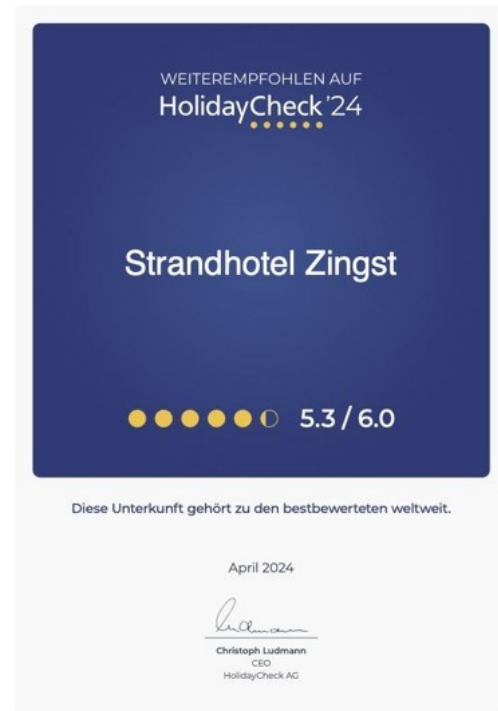 WEITEREMPFOHLEN AUF
HolidayCheck '24
Strandhotel Zingst
5.3 / 6.0
Diese Unterkunft gehört zu den bestbewerteten weltweit.
April 2024
Ludmann
Christoph Ludmann
CEO
HolidayCheck AG